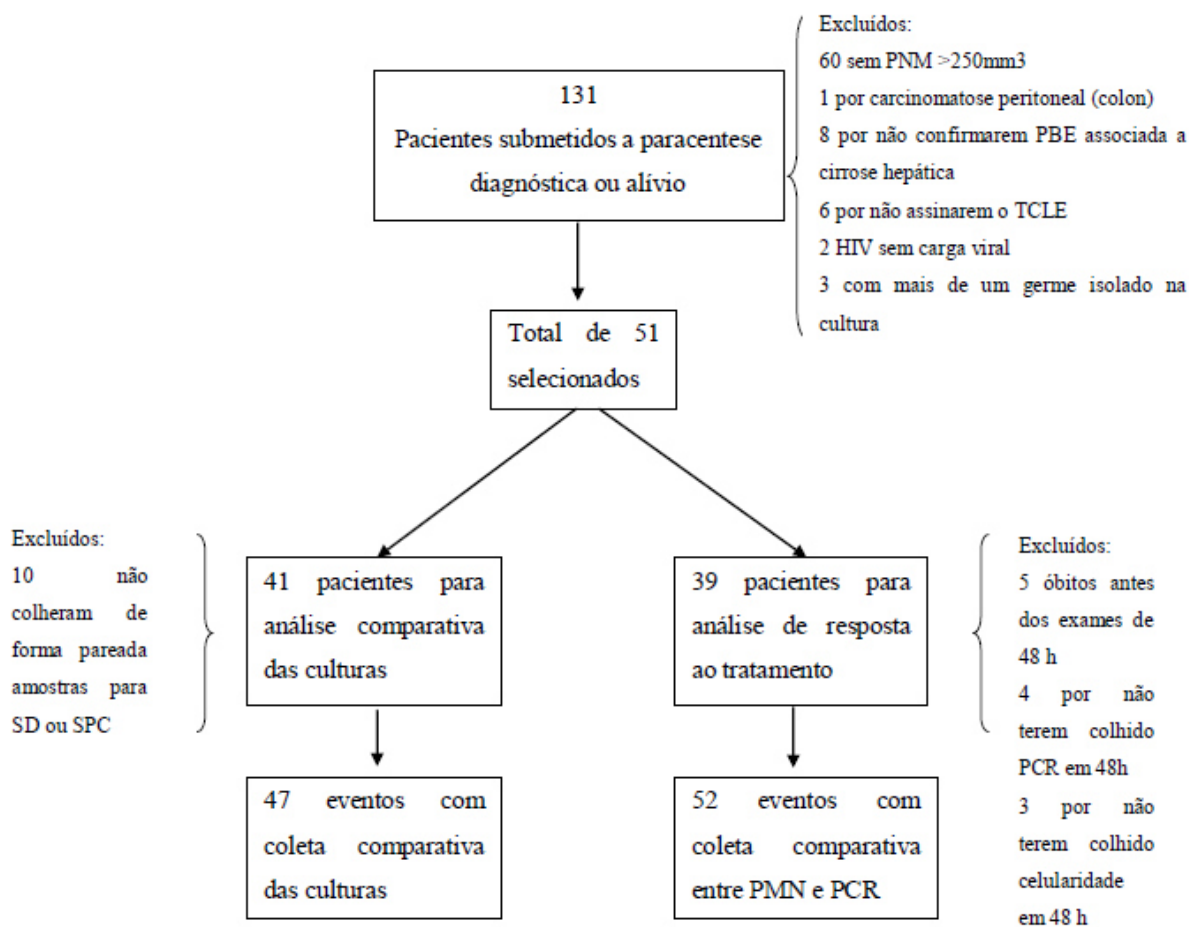 131
Pacientes submetidos a paracentese
diagnóstica ou alívio
Excluídos:
60 sem PNM >250mm3
1 por carcinomatose peritoneal (colon)
8 por não confirmarem PBE associada a
cirrose hepática
6 por não assinarem o TCLE
2 HIV sem carga viral
3 com mais de um germe isolado na
cultura
Total de 51
selecionados
Excluídos:
10 não
colheram de
forma pareada
amostras para
SD ou SPC
41 pacientes para
análise comparativa
das culturas
39 pacientes para
análise de resposta
ao tratamento
Excluídos:
5 óbitos antes
dos exames de
48 h
4 por não
terem colhido
PCR em 48h
3 por não
terem colhido
celularidade
em 48 h
47 eventos com
coleta comparativa
das culturas
52 eventos com
coleta comparativa
entre PMN e PCR